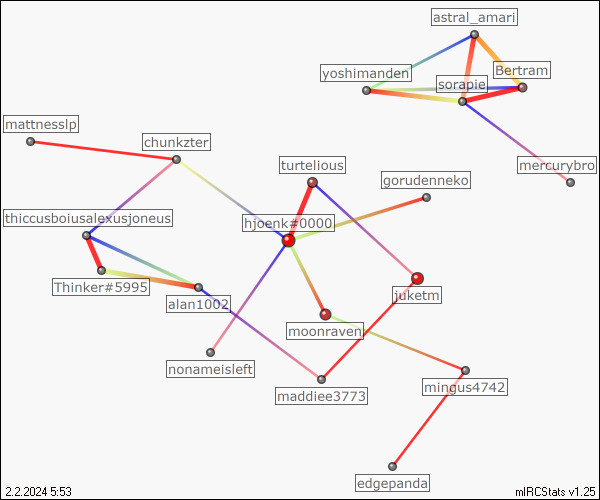 astral_amari
yoshimanden
Bertram
sorapie
mattnesslp
chunkzter
turtelious
mercurybro
gorudenneko
thiccusboiusalexusjoneus
hjoenk#0000
Thinker#5995
alan1002
juketm
moonraven
nonameisleft
maddiee3773
mingus4742
edgepanda
2.2.2024 5:53
mIRCStats v1.25